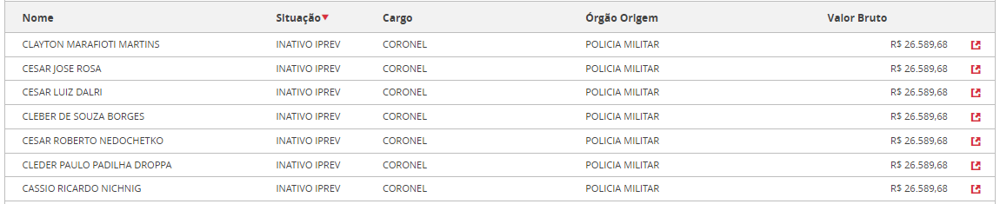 Nome Situação Cargo Órgão Origem Valor Bruto
CLAYTON MARAFIOTI MARTINS INATIVO IPREV CORONEL POLICIA MILITAR R$ 26.589,68
CESAR JOSE ROSA INATIVO IPREV CORONEL POLICIA MILITAR R$ 26.589,68
CESAR LUIZ DALRI INATIVO IPREV CORONEL POLICIA MILITAR R$ 26.589,68
CLEBER DE SOUZA BORGES INATIVO IPREV CORONEL POLICIA MILITAR R$ 26.589,68
CESAR ROBERTO NEDOCHETKO INATIVO IPREV CORONEL POLICIA MILITAR R$ 26.589,68
CLEDER PAULO PADILHA DROPPA INATIVO IPREV CORONEL POLICIA MILITAR R$ 26.589,68
CASSIO RICARDO NICHNIG INATIVO IPREV CORONEL POLICIA MILITAR R$ 26.589,68